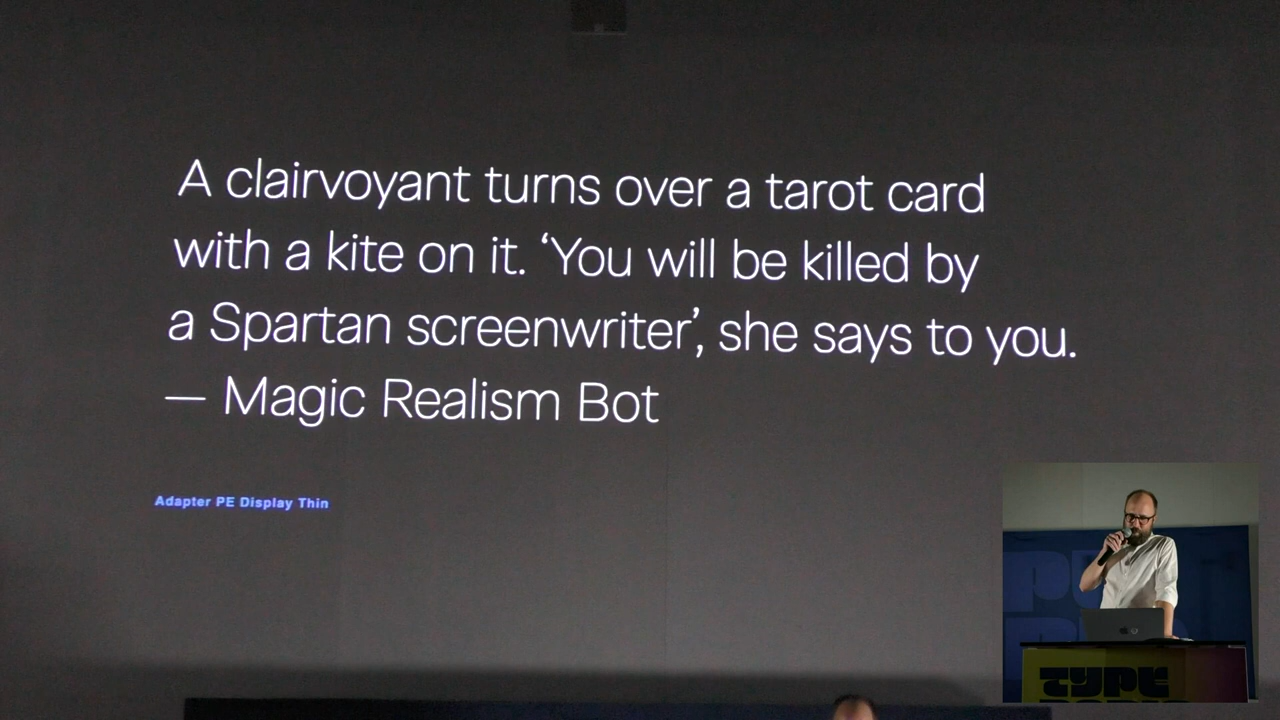 A clairvoyant turns over a tarot card
with a kite on it. ‘You will be killed by
a Spartan screenwriter’, she says to you.
— Magic Realism Bot
Adapter PE Display Thin
TYPE